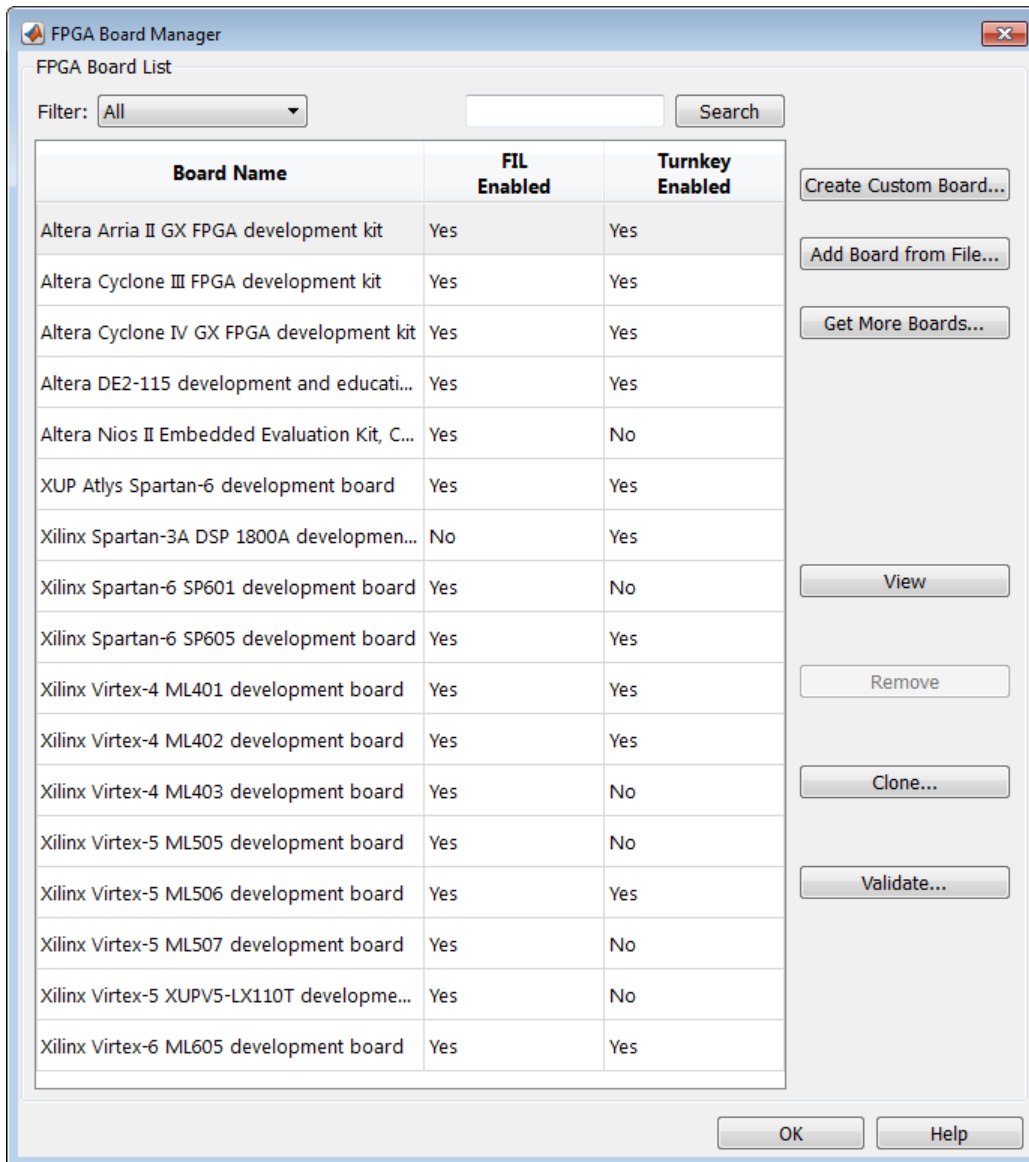 FPGA Board Manager
FPGA Board List
Filter: All Search
Board Name FIL Enabled Turnkey Enabled
Altera Arria II GX FPGA development kit Yes Yes
Altera Cyclone III FPGA development kit Yes Yes
Altera Cyclone IV GX FPGA development kit Yes Yes
Altera DE2-115 development and educati... Yes Yes
Altera Nios II Embedded Evaluation Kit, C... Yes No
XUP Atlys Spartan-6 development board Yes Yes
Xilinx Spartan-3A DSP 1800A developmen... No Yes
Xilinx Spartan-6 SP601 development board Yes No
Xilinx Spartan-6 SP605 development board Yes Yes
Xilinx Virtex-4 ML401 development board Yes Yes
Xilinx Virtex-4 ML402 development board Yes Yes
Xilinx Virtex-4 ML403 development board Yes No
Xilinx Virtex-5 ML505 development board Yes No
Xilinx Virtex-5 ML506 development board Yes Yes
Xilinx Virtex-5 ML507 development board Yes No
Xilinx Virtex-5 XUPV5-LX110T developme... Yes No
Xilinx Virtex-6 ML605 development board Yes Yes
Create Custom Board...
Add Board from File...
Get More Boards...
View
Remove
Clone...
Validate...
OK Help